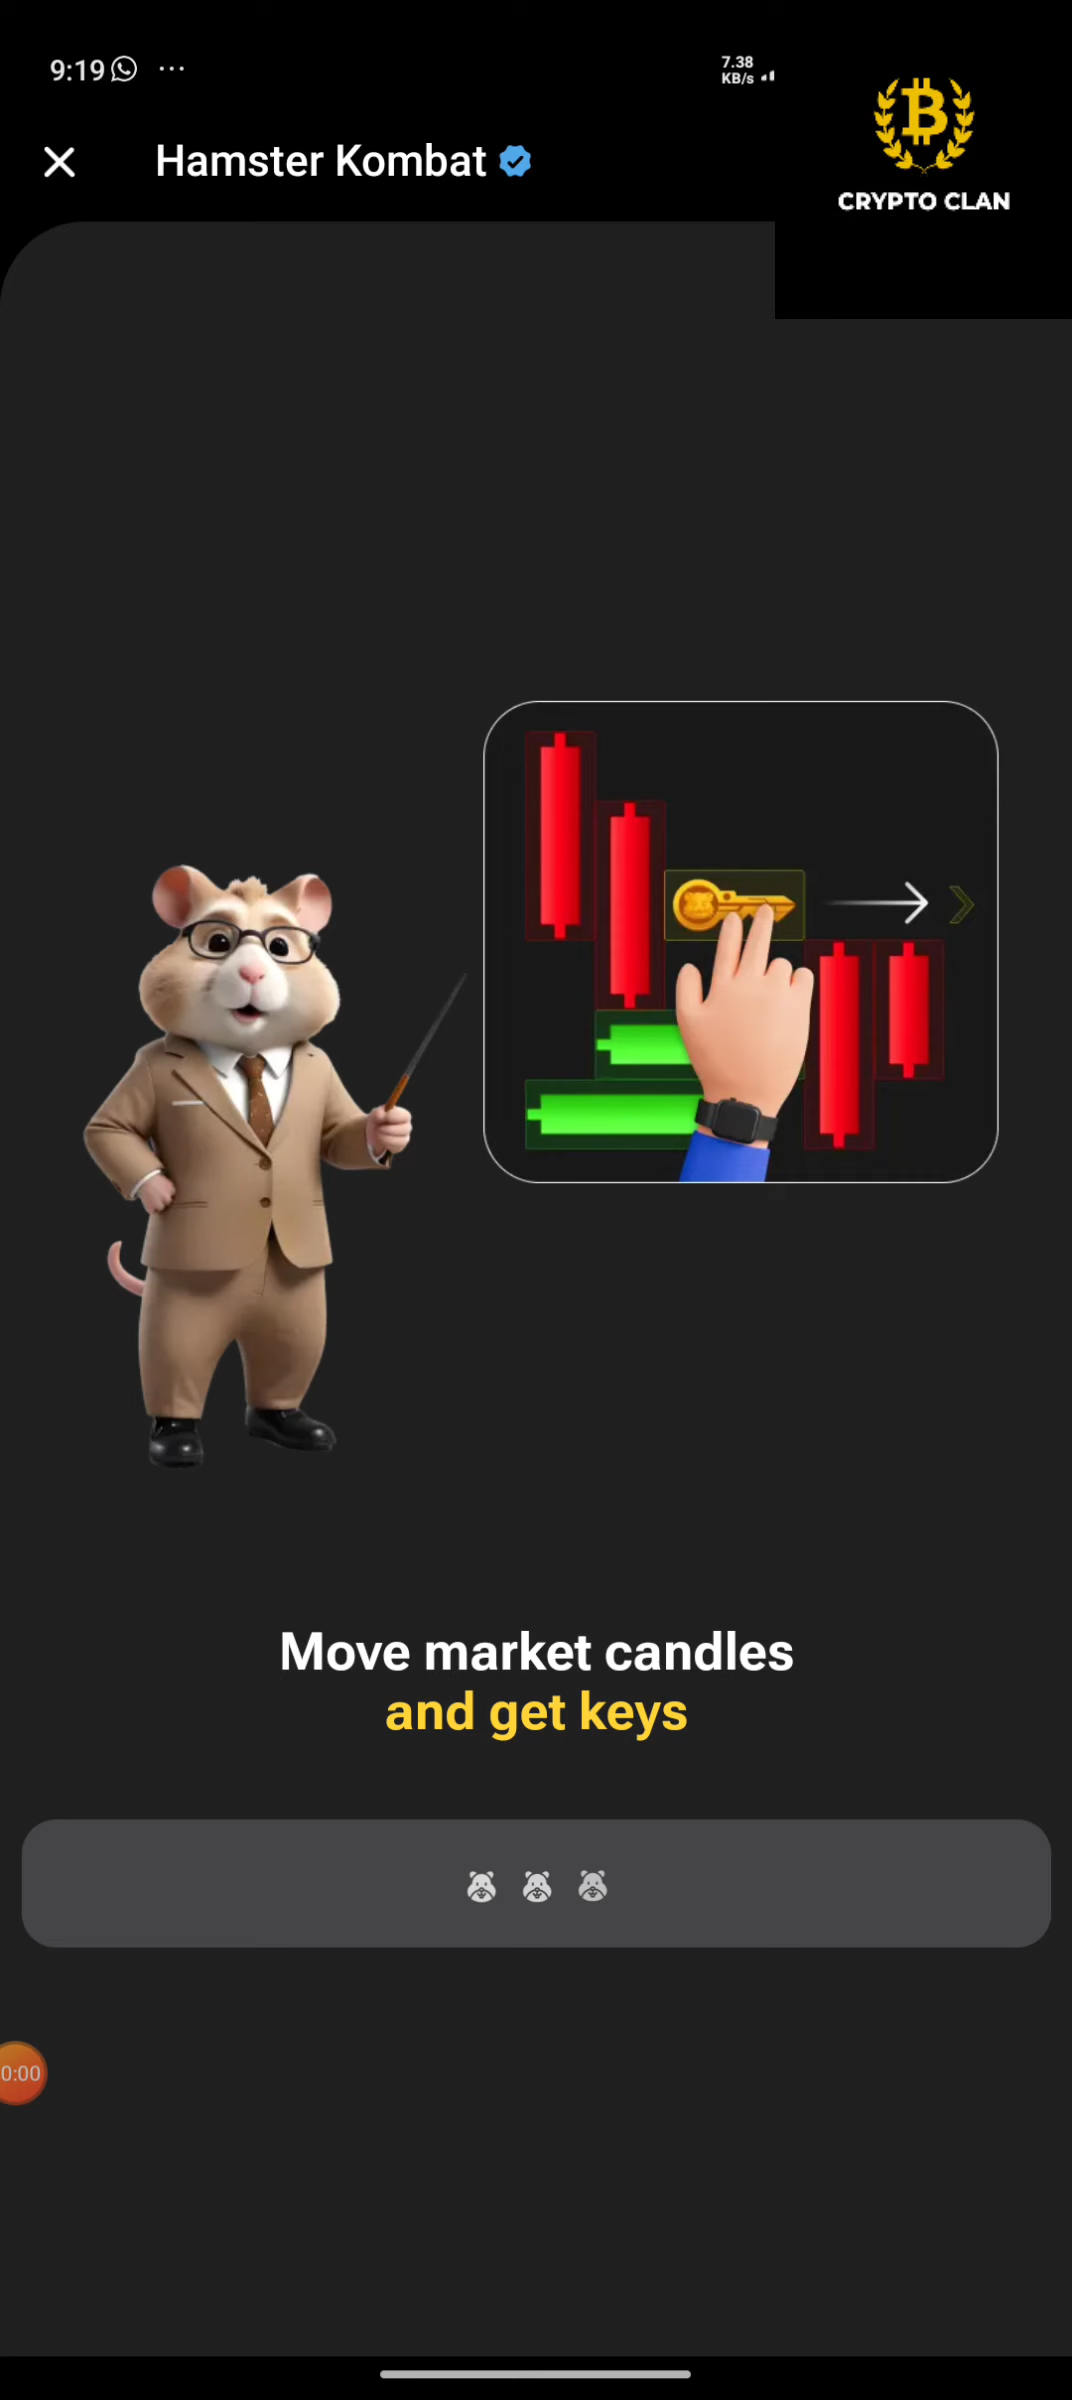 9:19
7.38
KB/s
Hamster Kombat
CRYPTO CLAN
Move market candles
and get keys
0:00